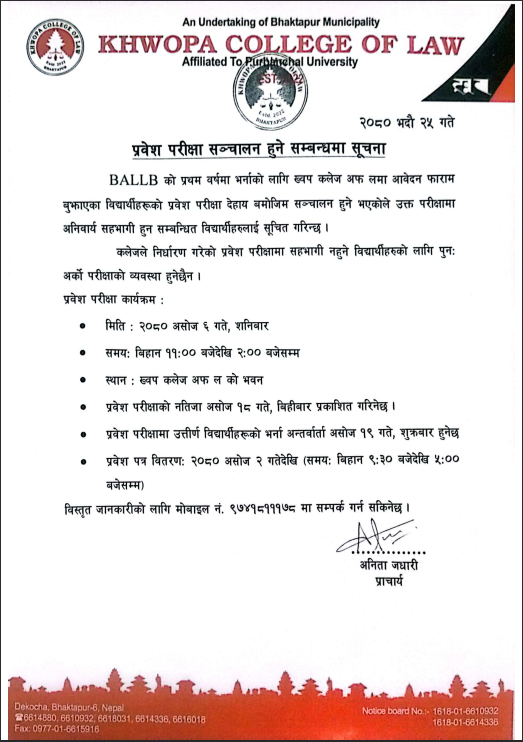 An Undertaking of Bhaktapur Municipality
KHWOPA COLLEGE OF LAW
Affiliated To Purbanchal University
KHWOPA COLLEGE OF LAW
ESTD. 2022
BHAKTAPUR
ख्वप
२०८० भदौ २५ गते
प्रवेश परीक्षा सञ्चालन हुने सम्बन्धमा सूचना
BALLB को प्रथम वर्षमा भर्नाको लागि ख्वप कलेज अफ लमा आवेदन फाराम
बुझाएका विद्यार्थीहरूको प्रवेश परीक्षा देहाय बमोजिम सञ्चालन हुने भएकोले उक्त परीक्षामा
अनिवार्य सहभागी हुन सम्बन्धित विद्यार्थीहरुलाई सूचित गरिन्छ ।
कलेजले निर्धारण गरेको प्रवेश परीक्षामा सहभागी नहुने विद्यार्थीहरुको लागि पुनः
अर्को परीक्षाको व्यवस्था हुनेछैन ।
प्रवेश परीक्षा कार्यक्रम :
• मिति : २०८० असोज ६ गते, शनिबार
• समय: बिहान ११:०० बजेदेखि २:०० बजेसम्म
• स्थान : ख्वप कलेज अफ ल को भवन
• प्रवेश परीक्षाको नतिजा असोज १८ गते, बिहीबार प्रकाशित गरिनेछ ।
• प्रवेश परीक्षामा उत्तीर्ण विद्यार्थीहरूको भर्ना अन्तर्वार्ता असोज १९ गते, शुक्रबार हुनेछ
• प्रवेश पत्र वितरण: २०८० असोज २ गतेदेखि (समय: बिहान ९:३० बजेदेखि ५:००
बजेसम्म)
विस्तृत जानकारीको लागि मोबाइल नं. ९७४१८१११७८ मा सम्पर्क गर्न सकिनेछ ।
अनिता जधारी
प्राचार्य
Dekocha, Bhaktapur-6, Nepal
☎6614880, 6610932, 6618031, 6614336, 6616018
Fax: 0977-01-6615916
Notice board No.:- 1618-01-6610932
1618-01-6614336